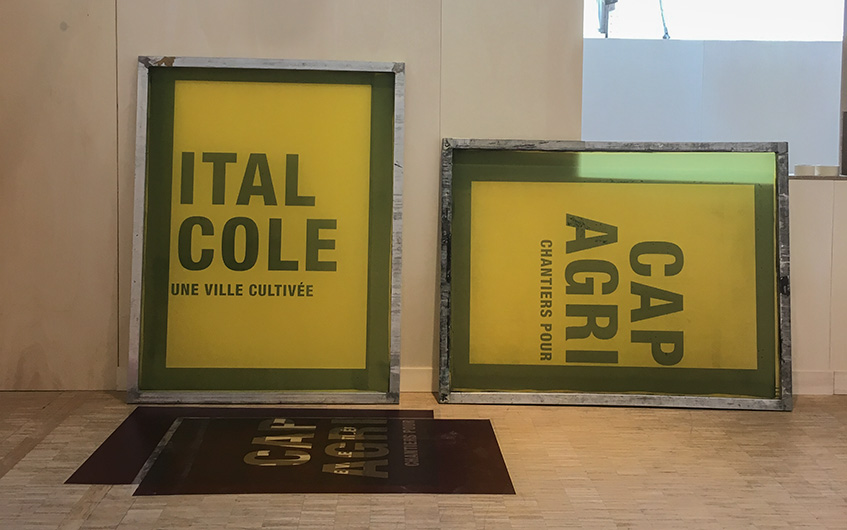 ITAL
COLE
UNE VILLE CULTIVÉE
CAP
AGRI
CHANTIERS POUR
CAP
AGRI
CHANTIERS POUR